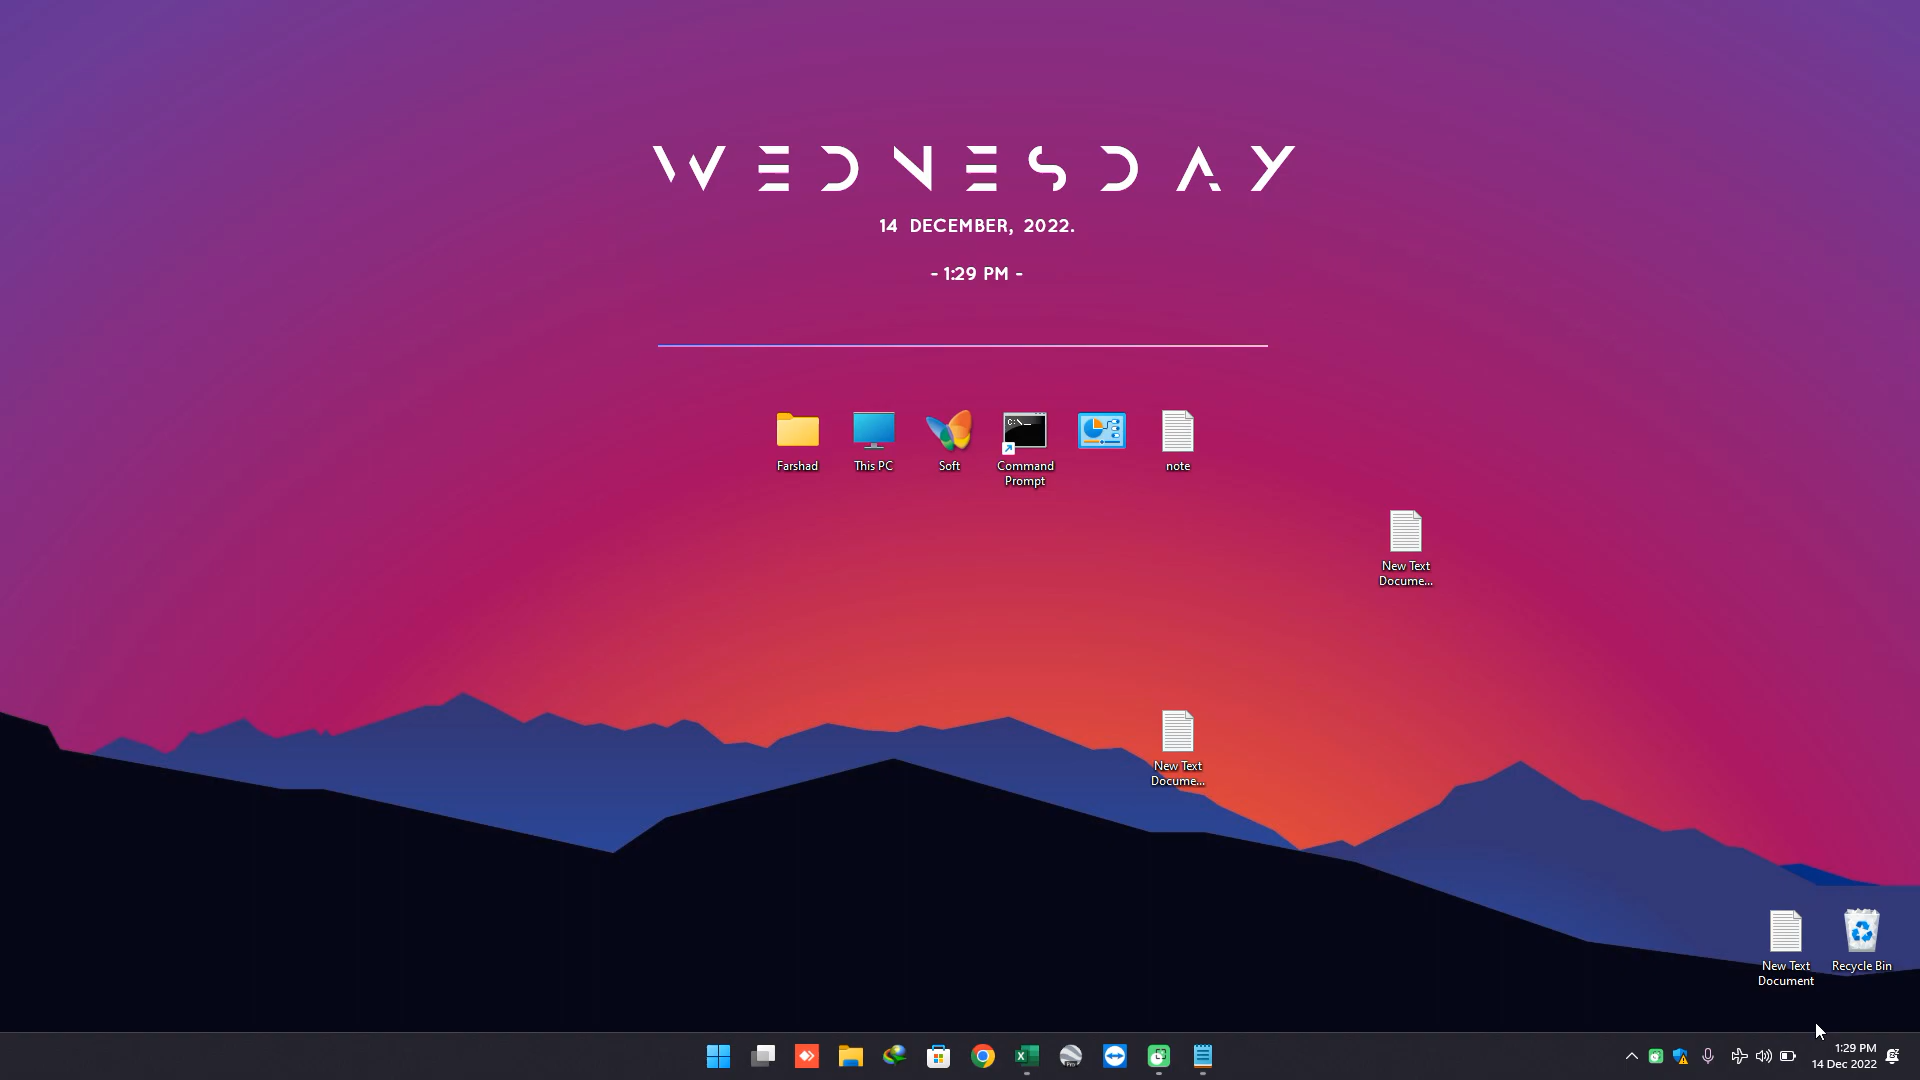 WEDNESDAY
14 DECEMBER, 2022.
- 1:29 PM -
Farshad
This PC
Soft
Command
Prompt
note
New Text
Docume...
New Text
Docume...
New Text
Document
Recycle Bin
1:29 PM
14 Dec 2022